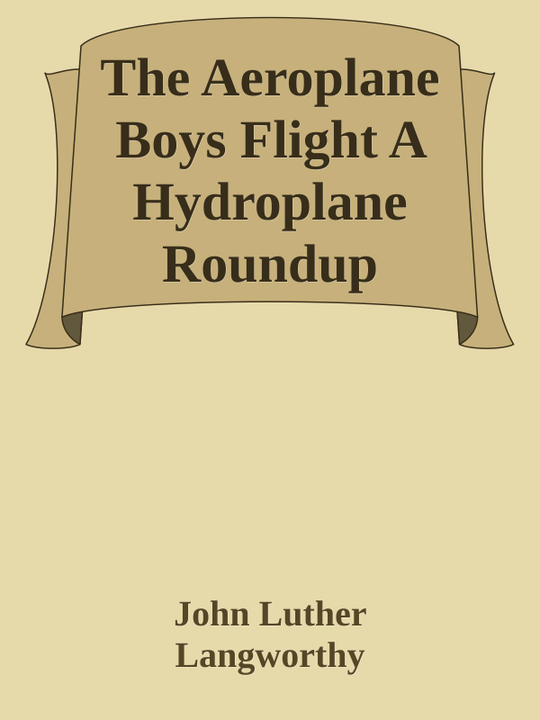 The Aeroplane
Boys Flight A
Hydroplane
Roundup
John Luther
Langworthy